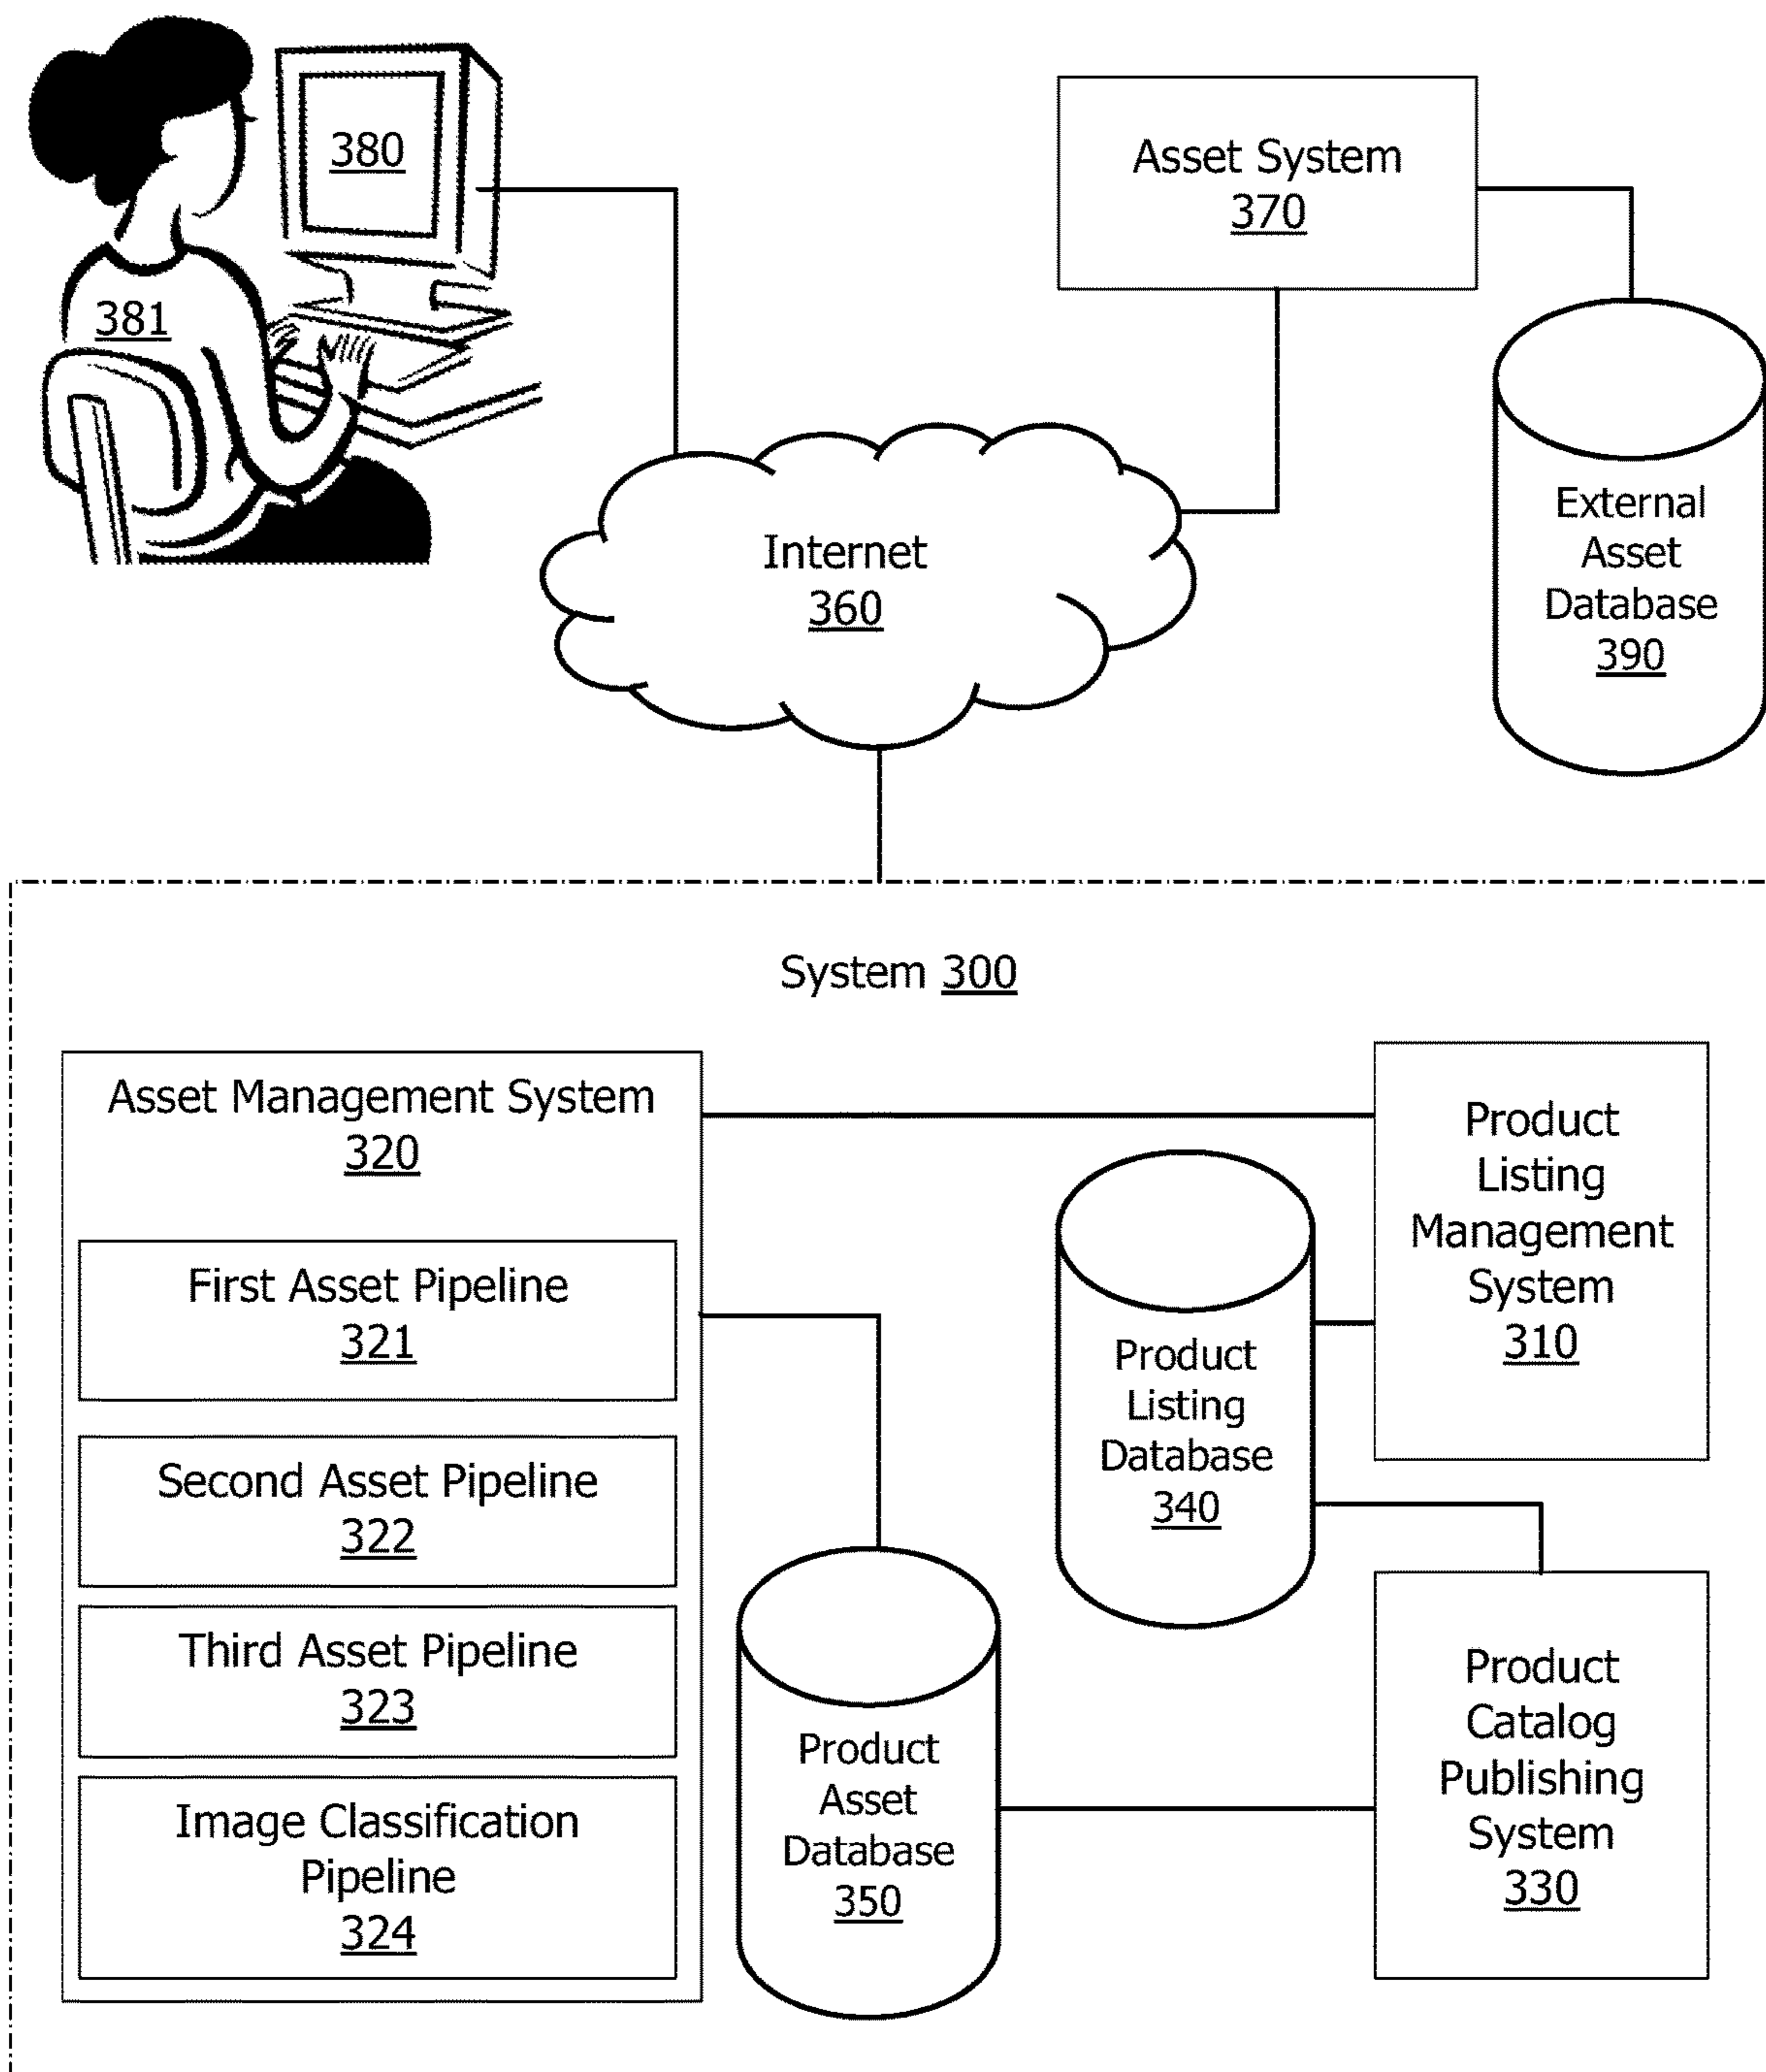 380
381
Asset System
370
External
Asset
Database
390
Internet
360
System 300
Asset Management System
320
First Asset Pipeline
321
Second Asset Pipeline
322
Third Asset Pipeline
323
Image Classification
Pipeline
324
Product
Asset
Database
350
Product
Listing
Database
340
Product
Listing
Management
System
310
Product
Catalog
Publishing
System
330